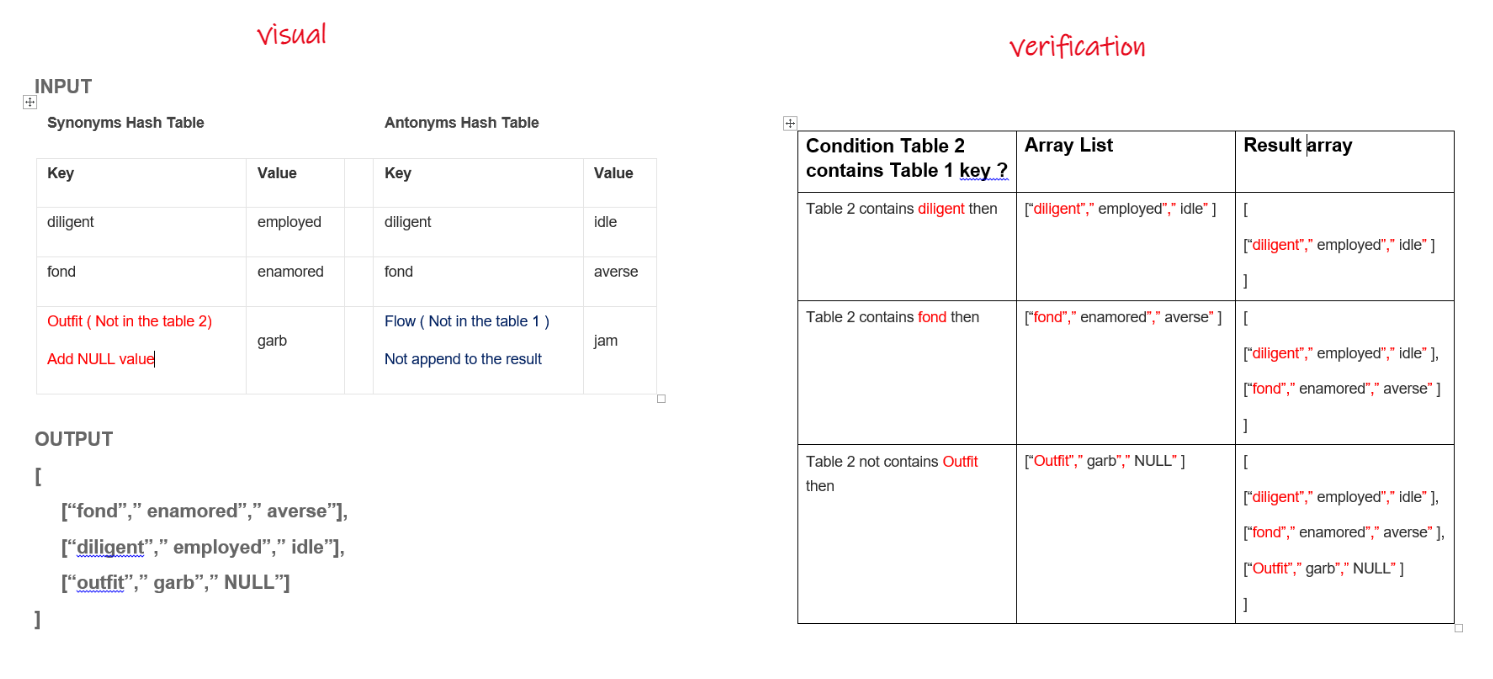 visual
INPUT
Synonyms Hash Table Antonyms Hash Table
Key Value Key Value
diligent employed diligent idle
fond enamored fond averse
Outfit ( Not in the table 2)
Add NULL value
garb
Flow ( Not in the table 1 )
Not append to the result
jam
OUTPUT
[
[“fond”,” enamored”,” averse”],
[“diligent”,” employed”,” idle”],
[“outfit”,” garb”,” NULL”]
]
verification
Condition Table 2
contains Table 1 key ?
Array List
Result array
Table 2 contains diligent then
[“diligent”,” employed”,” idle” ]
[
[“diligent”,” employed”,” idle” ]
]
Table 2 contains fond then
[“fond”,” enamored”,” averse” ]
[
[“diligent”,” employed”,” idle” ],
[“fond”,” enamored”,” averse” ]
]
Table 2 not contains Outfit
then
[“Outfit”,” garb”,” NULL” ]
[
[“diligent”,” employed”,” idle” ],
[“fond”,” enamored”,” averse” ],
[“Outfit”,” garb”,” NULL” ]
]